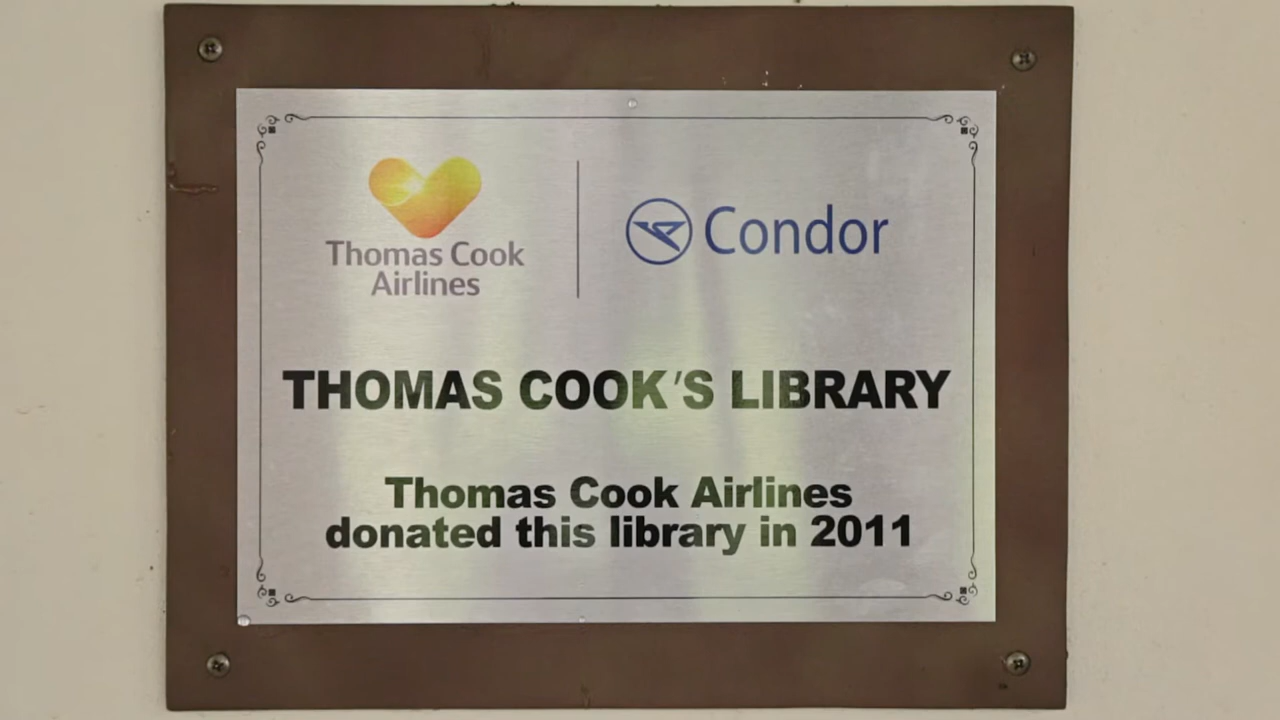 Thomas Cook
Airlines
Condor
THOMAS COOK'S LIBRARY
Thomas Cook Airlines
donated this library in 2011